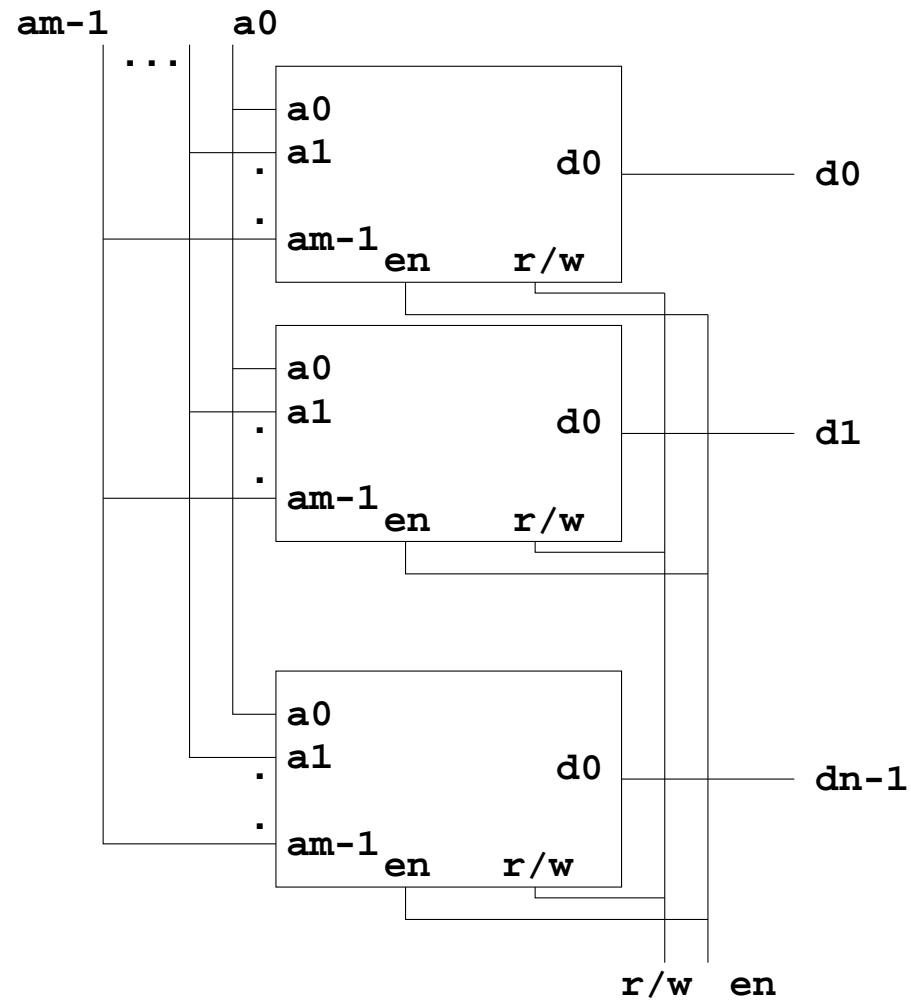 am-1 ... a0
a0
a1
.
d0
d0
.
am-1
en r/w
a0
a1
.
d0
d1
.
am-1
en r/w
a0
a1
.
d0
dn-1
.
am-1
en r/w
r/w en